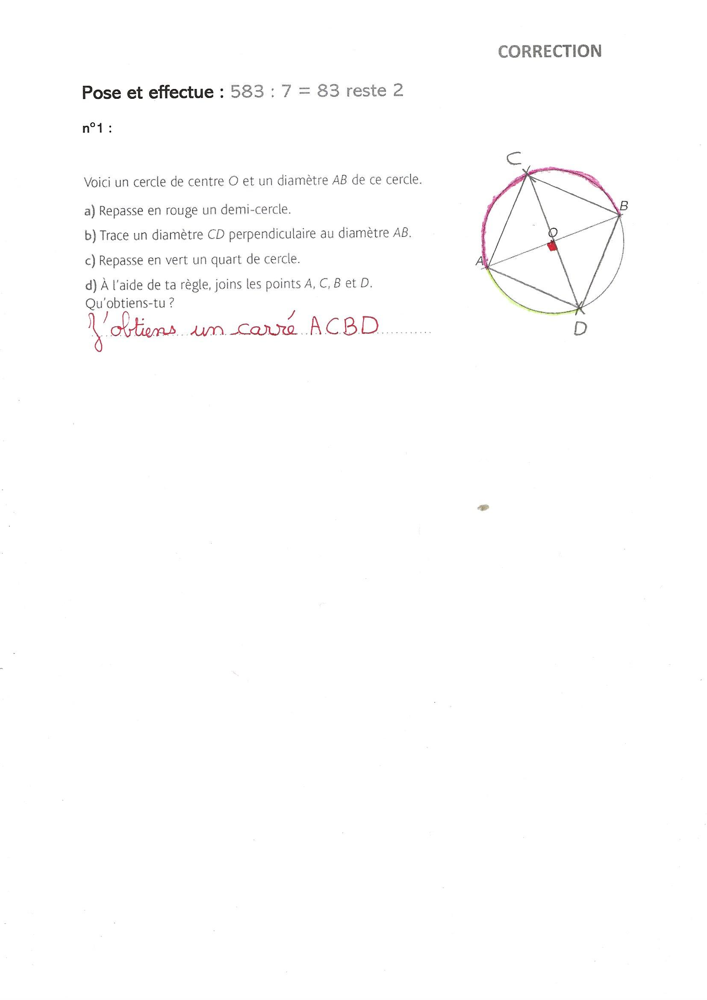 CORRECTION
Pose et effectue : 583 : 7 = 83 reste 2
n°1 :
Voici un cercle de centre O et un diamètre AB de ce cercle.
a) Repasse en rouge un demi-cercle.
b) Trace un diamètre CD perpendiculaire au diamètre AB.
c) Repasse en vert un quart de cercle.
d) À l'aide de ta règle, joins les points A, C, B et D.
Qu'obtiens-tu ?
J'obtiens un carré ACBD
C
B
O
A
D